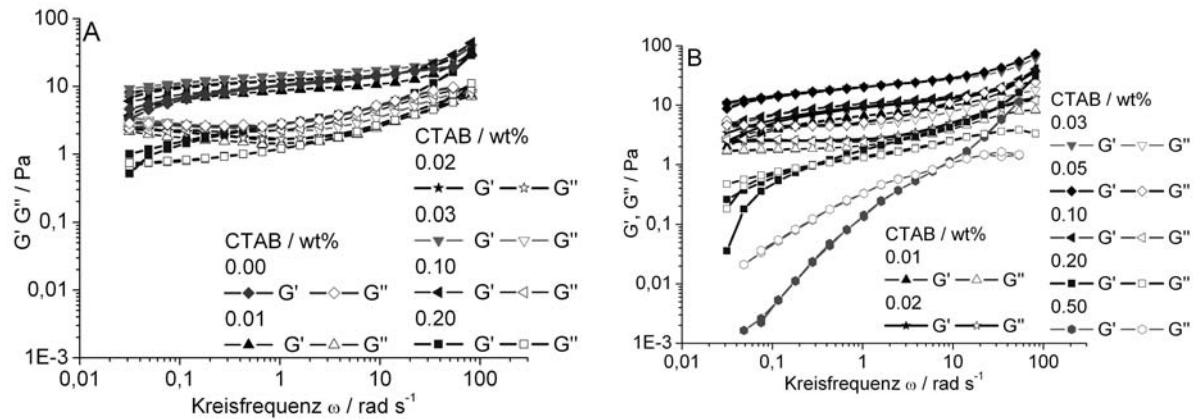 A
100
10
1
0,1
0,01
1E-3
G' G" / Pa
0,01 0,1 1 10 100
Kreisfrequenz ω / rad s⁻¹
CTAB / wt%
0.00
G' G"
0.01
G' G"
CTAB / wt%
0.02
G' G"
0.03
G' G"
0.10
G' G"
0.20
G' G"
B
100
10
1
0,1
0,01
1E-3
G', G" / Pa
0,01 0,1 1 10 100
Kreisfrequenz ω / rad s⁻¹
CTAB / wt%
0.01
G' G"
0.02
G' G"
CTAB / wt%
0.03
G' G"
0.05
G' G"
0.10
G' G"
0.20
G' G"
0.50
G' G"